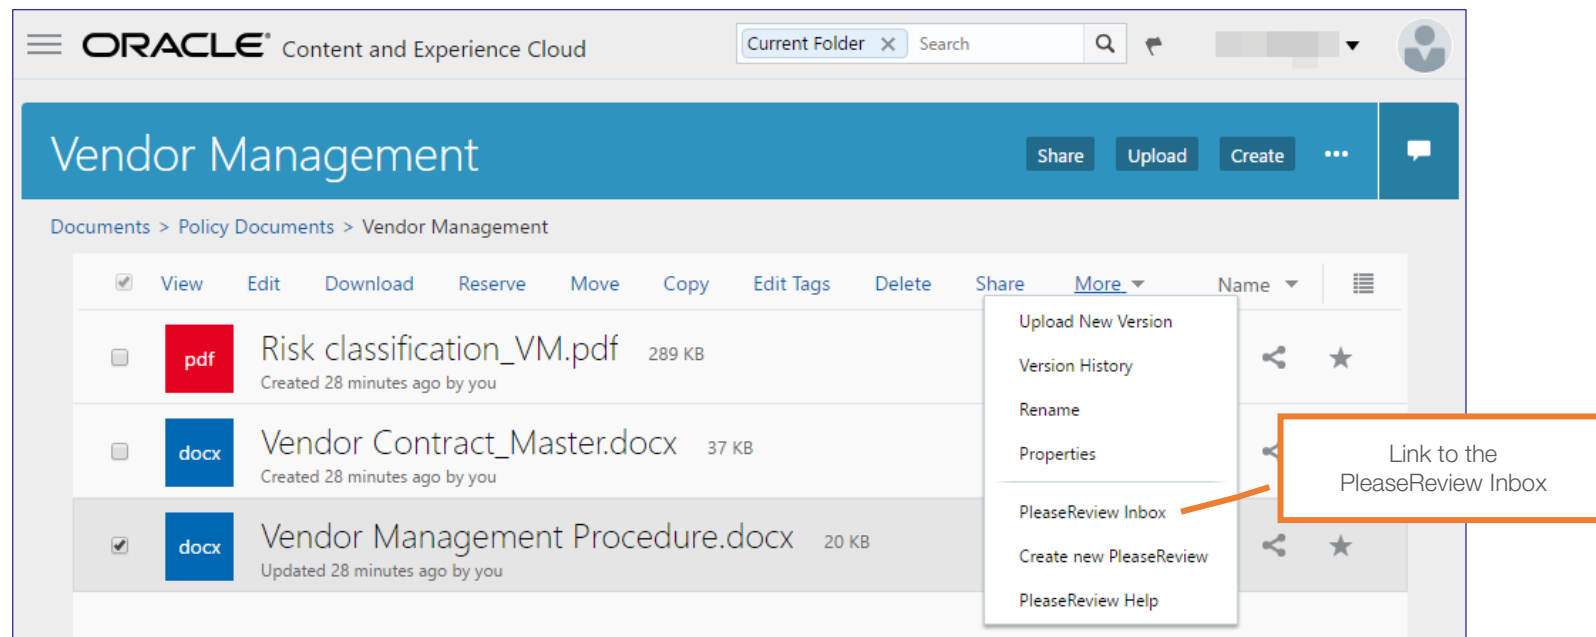 ORACLE® Content and Experience Cloud
Current Folder Search
Vendor Management
Share Upload Create
Documents > Policy Documents > Vendor Management
View Edit Download Reserve Move Copy Edit Tags Delete Share More Name
Upload New Version
Version History
Rename
Properties
PleaseReview Inbox
Create new PleaseReview
PleaseReview Help
pdf
Risk classification_VM.pdf 289 KB
Created 28 minutes ago by you
docx
Vendor Contract_Master.docx 37 KB
Created 28 minutes ago by you
docx
Vendor Management Procedure.docx 20 KB
Updated 28 minutes ago by you
Link to the
PleaseReview Inbox